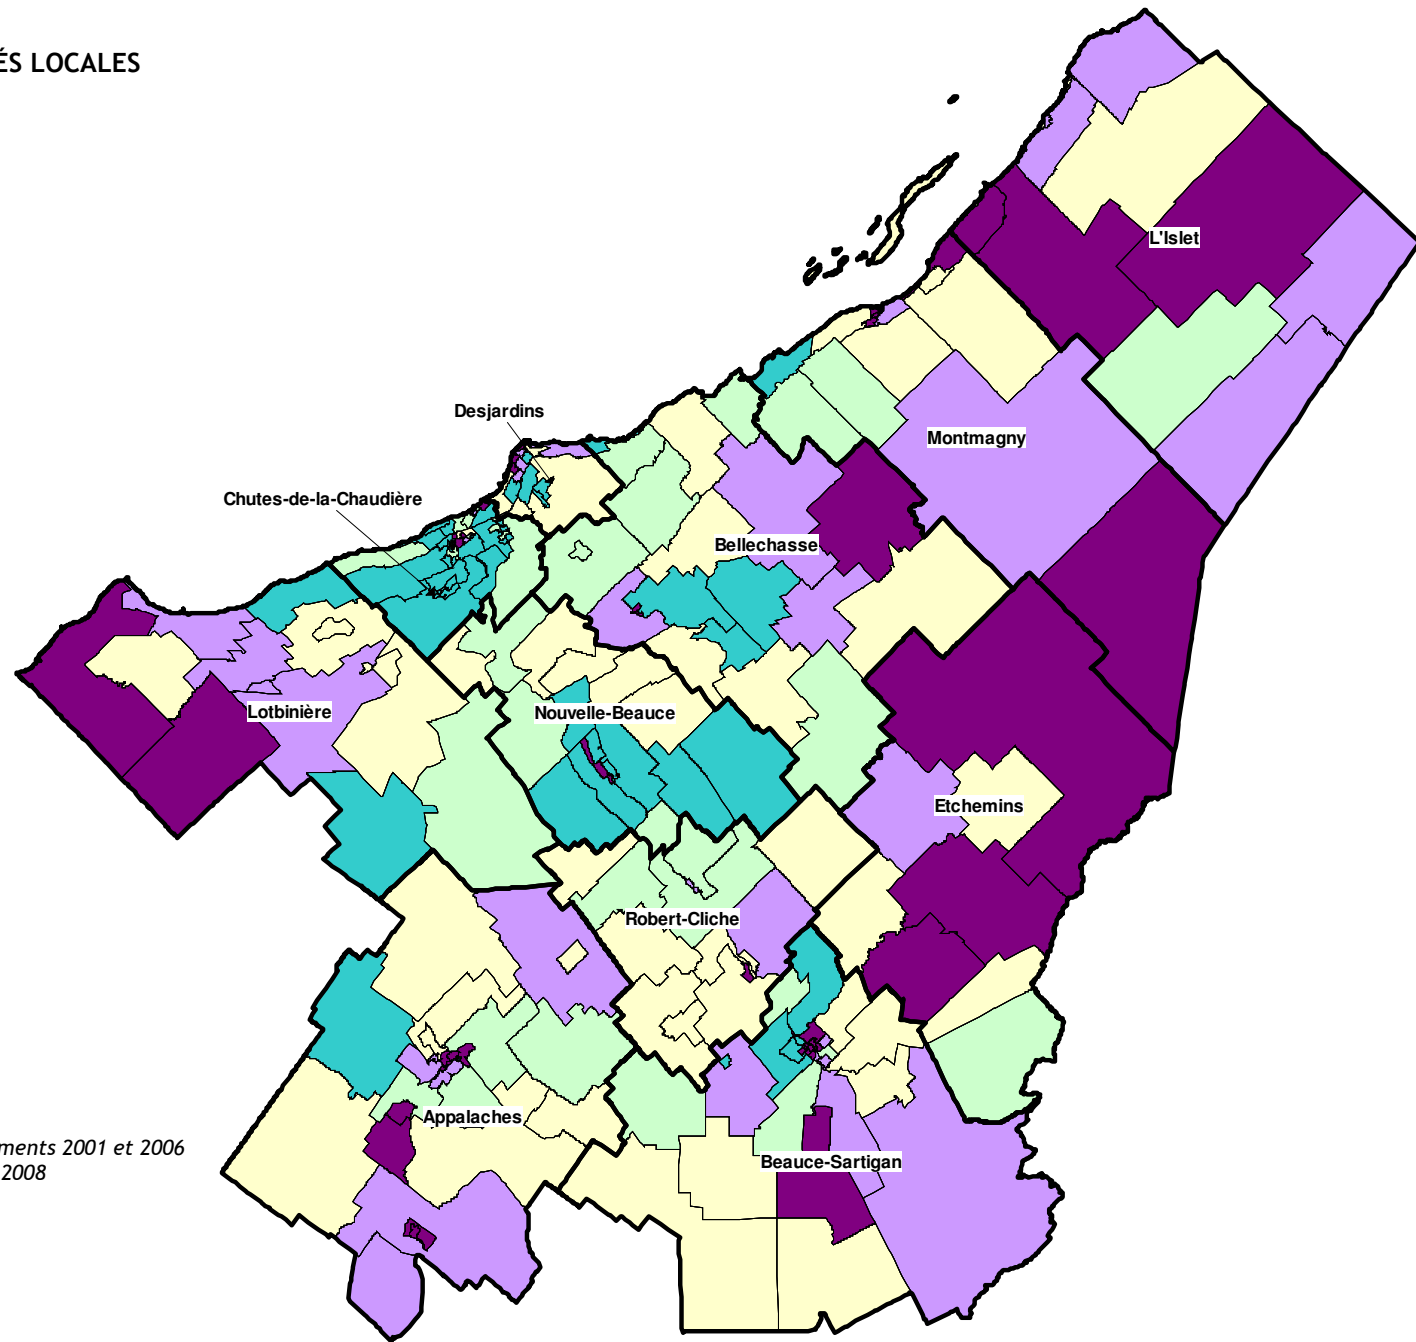 ÉS LOCALES
L'Islet
Desjardins
Montmagny
Chutes-de-la-Chaudière
Bellechasse
Lotbinière
Nouvelle-Beauce
Etchemins
Robert-Cliche
Appalaches
ments 2001 et 2006
Beauce-Sartigan
2008